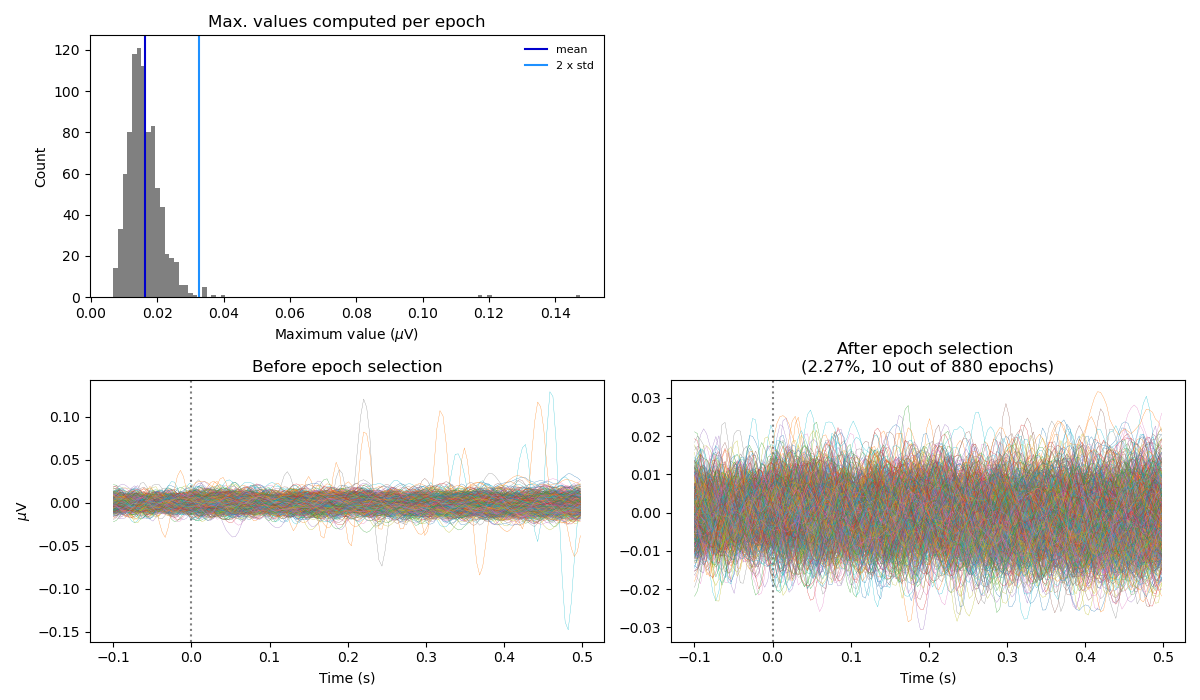 Max. values computed per epoch
120
100
80
60
40
20
0
Count
mean
2 x std
0.00 0.02 0.04 0.06 0.08 0.10 0.12 0.14
Maximum value (μV)
Before epoch selection
0.10
0.05
0.00
−0.05
−0.10
−0.15
μV
−0.1 0.0 0.1 0.2 0.3 0.4 0.5
Time (s)
After epoch selection
(2.27%, 10 out of 880 epochs)
0.03
0.02
0.01
0.00
−0.01
−0.02
−0.03
−0.1 0.0 0.1 0.2 0.3 0.4 0.5
Time (s)